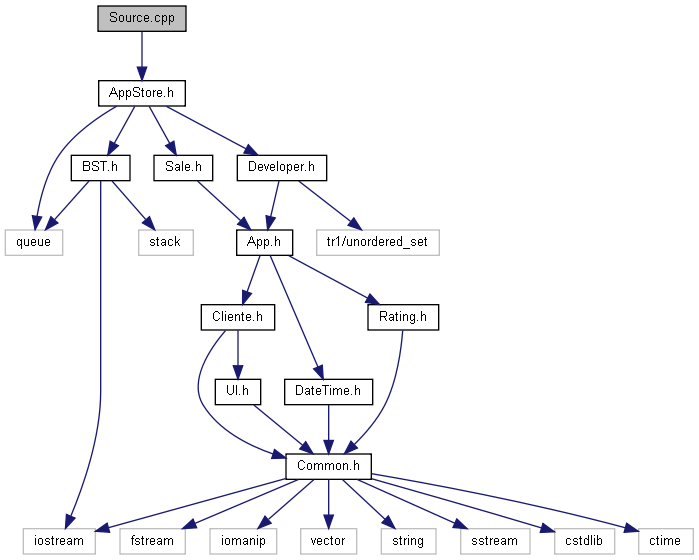 Source.cpp
AppStore.h
BST.h
Sale.h
Developer.h
queue
stack
App.h
tr1/unordered_set
Cliente.h
Rating.h
UI.h
DateTime.h
Common.h
iostream
fstream
iomanip
vector
string
sstream
cstdlib
ctime